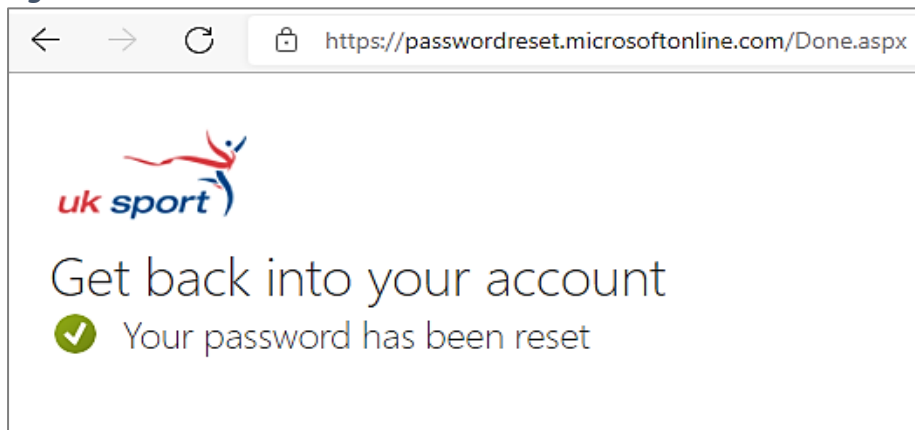 https://passwordreset.microsoftonline.com/Done.aspx
uk sport
Get back into your account
Your password has been reset